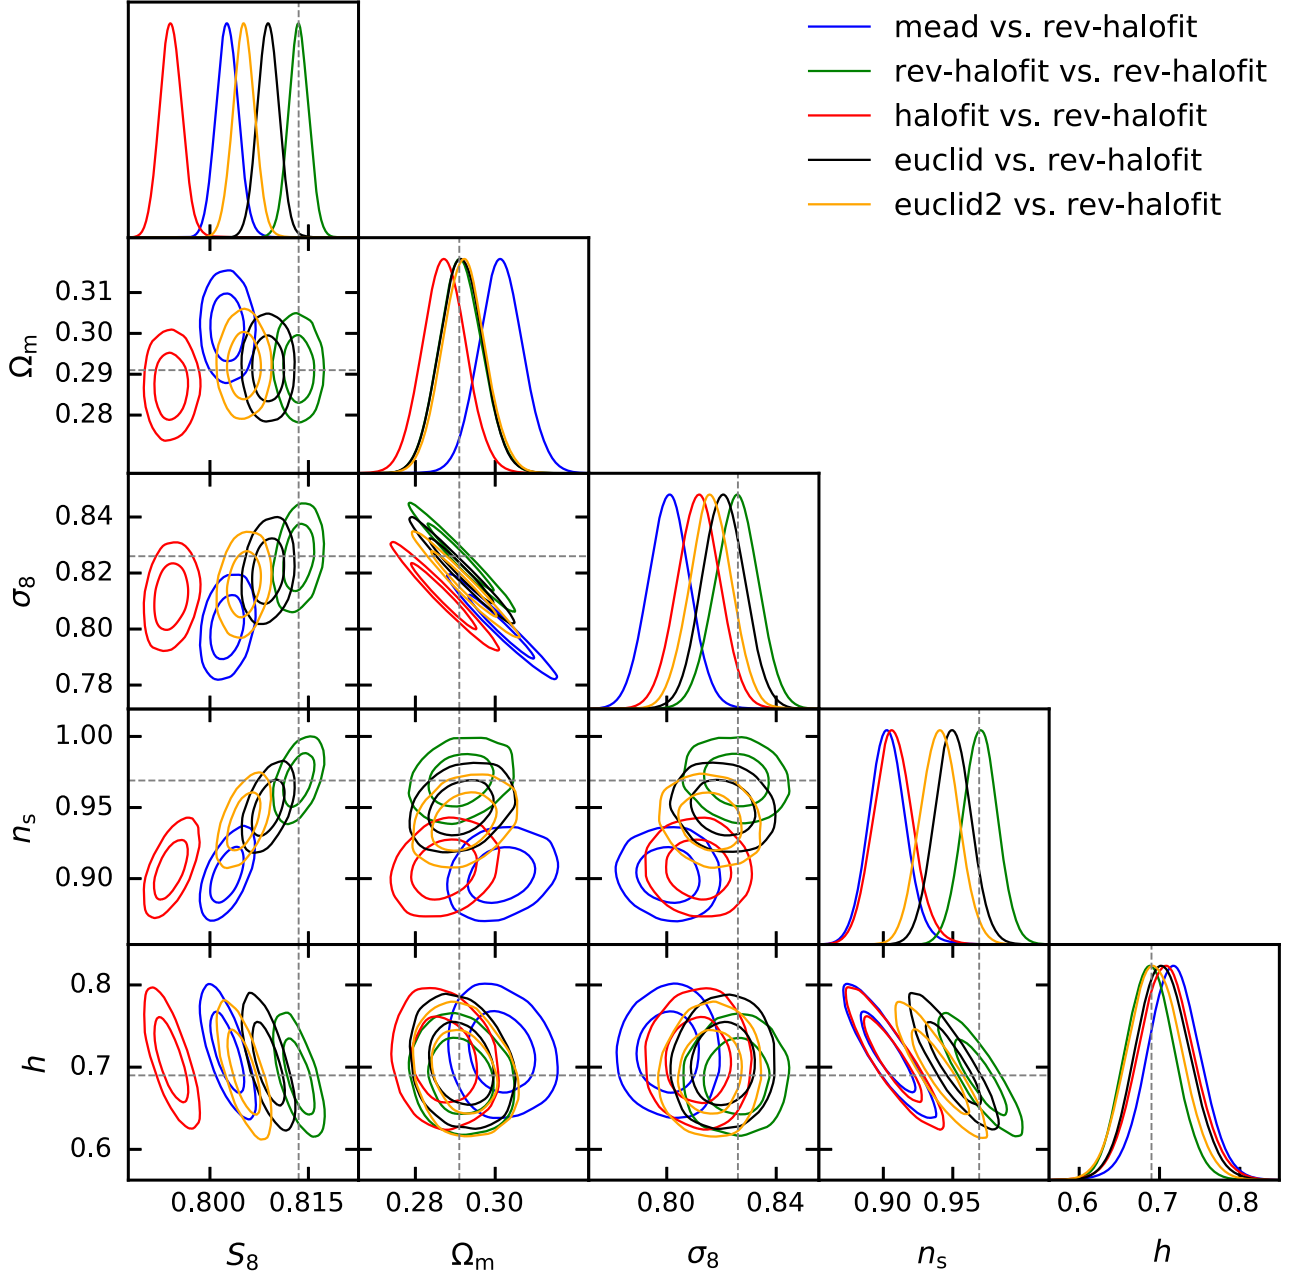 mead vs. rev-halofit
rev-halofit vs. rev-halofit
halofit vs. rev-halofit
euclid vs. rev-halofit
euclid2 vs. rev-halofit
0.31
0.30
0.29
0.28
Ωm
0.84
0.82
0.80
0.78
σ8
1.00
0.95
0.90
ns
0.8
0.7
0.6
h
0.800 0.815
0.28 0.30
0.80 0.84
0.90 0.95
0.6 0.7 0.8
S8
Ωm
σ8
ns
h